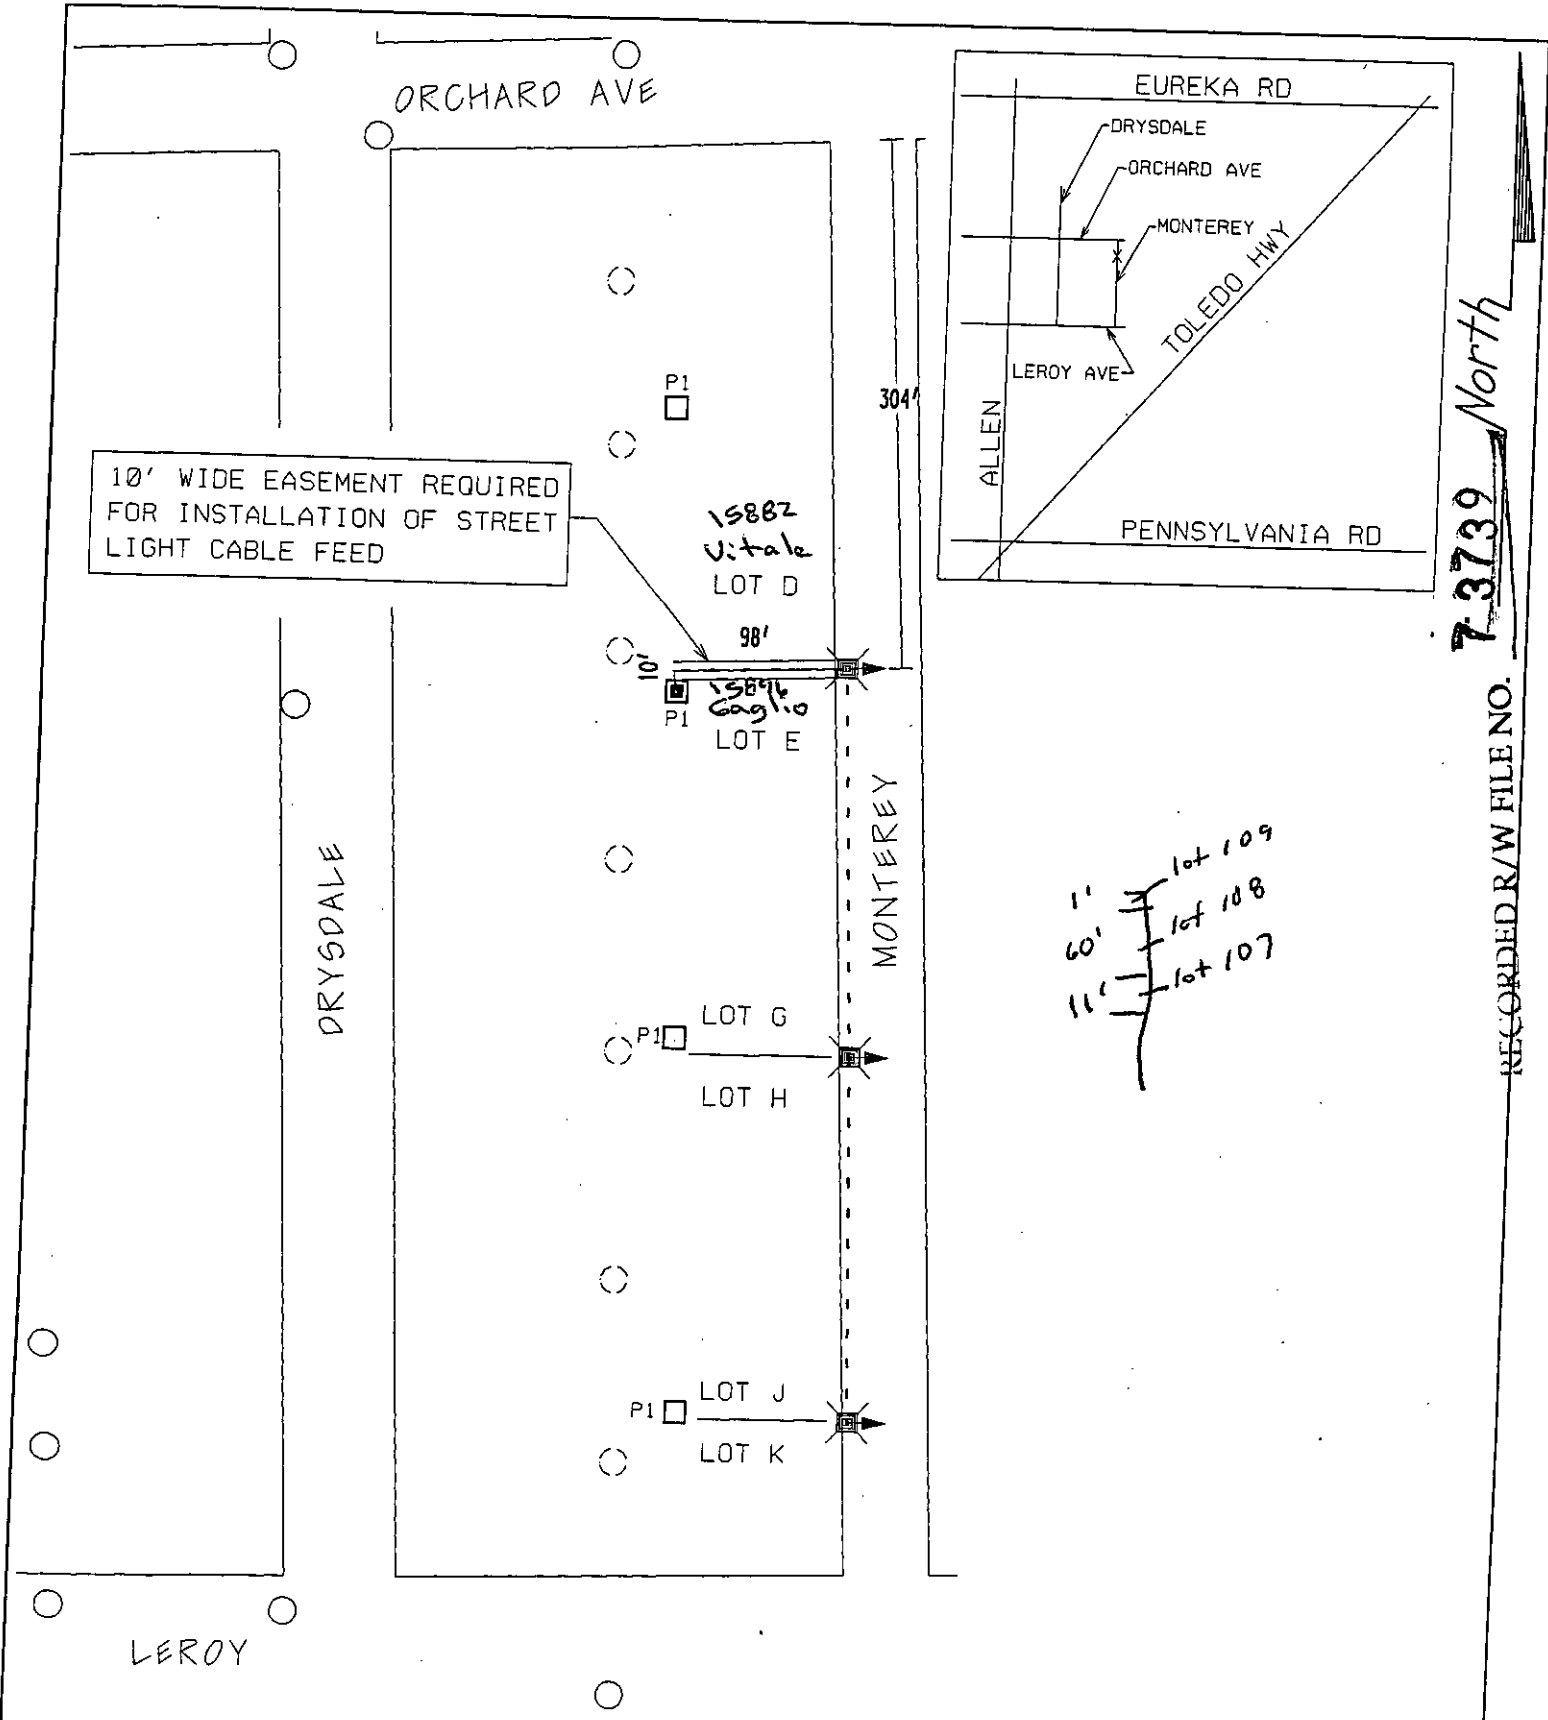 ORCHARD AVE
EUREKA RD
DRYSDALE
ORCHARD AVE
MONTEREY
TOLEDO HWY
LEROY AVE
ALLEN
PENNSYLVANIA RD
North
RECORDED R/W FILE NO.
73739
304'
P1
10' WIDE EASEMENT REQUIRED
FOR INSTALLATION OF STREET
LIGHT CABLE FEED
15882
Vitale
LOT D
98'
10'
P1
15896
Gaglio
LOT E
DRYSDALE
MONTEREY
1' lot 109
60' lot 108
11' lot 107
P1
LOT G
LOT H
P1
LOT J
LOT K
LEROY